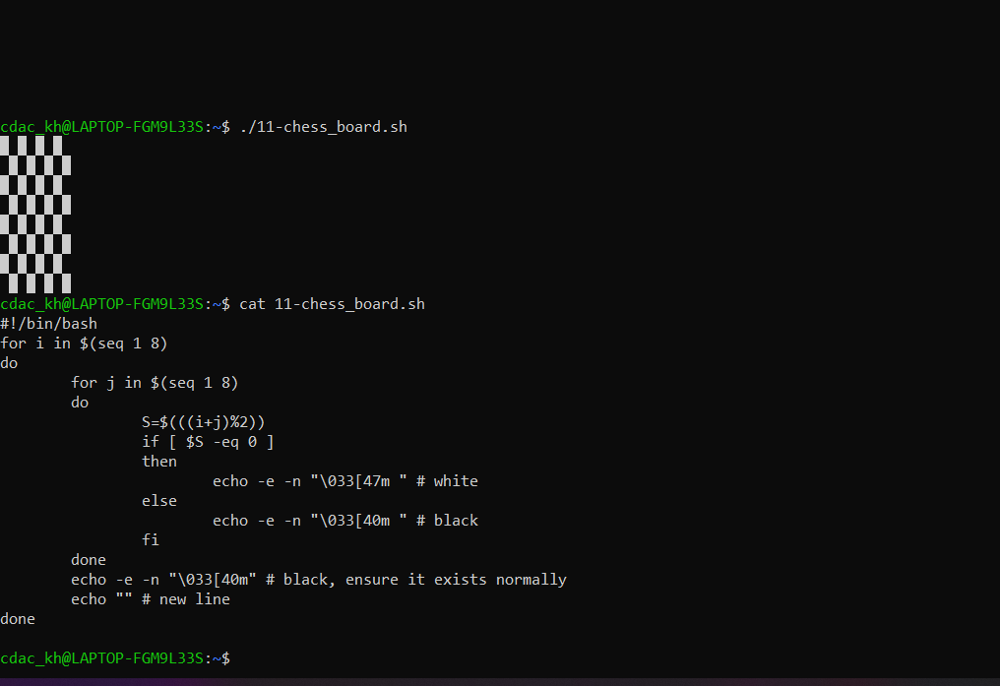 cdac_kh@LAPTOP-FGM9L33S:~$ ./11-chess_board.sh
cdac_kh@LAPTOP-FGM9L33S:~$ cat 11-chess_board.sh
#!/bin/bash
for i in $(seq 1 8)
do
        for j in $(seq 1 8)
        do
                S=$(((i+j)%2))
                if [ $S -eq 0 ]
                then
                        echo -e -n "\033[47m " # white
                else
                        echo -e -n "\033[40m " # black
                fi
        done
        echo -e -n "\033[40m" # black, ensure it exists normally
        echo "" # new line
done
cdac_kh@LAPTOP-FGM9L33S:~$